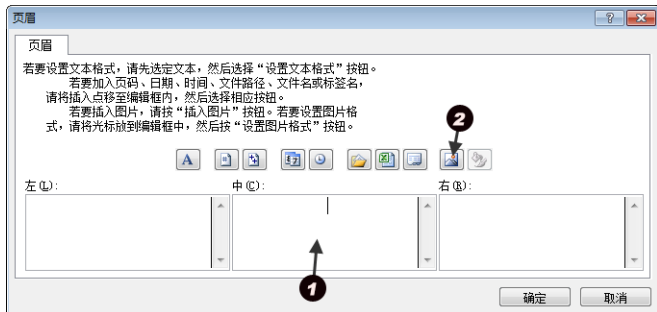 页眉
页眉
若要设置文本格式，请先选定文本，然后选择“设置文本格式”按钮。
若要加入页码、日期、时间、文件路径、文件名或标签名，
请将插入点移至编辑框内，然后选择相应按钮。
若要插入图片，请按“插入图片”按钮。若要设置图片格
式，请将光标放到编辑框中，然后按“设置图片格式”按钮。
2
A
左(L):
中(C):
右(R):
1
确定
取消